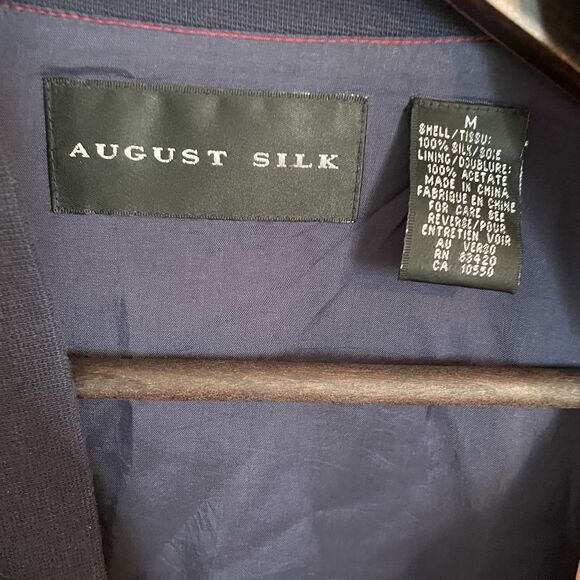 AUGUST SILK
M
SHELL/TISSU:
100% SILK/SOIE
LINING/DOUBLURE:
100% ACETATE
MADE IN CHINA
FABRIQUE EN CHINE
FOR CARE SEE
REVERSE/POUR
ENTRETIEN VOIR
AU VERSO
RN 83420
CA 10550